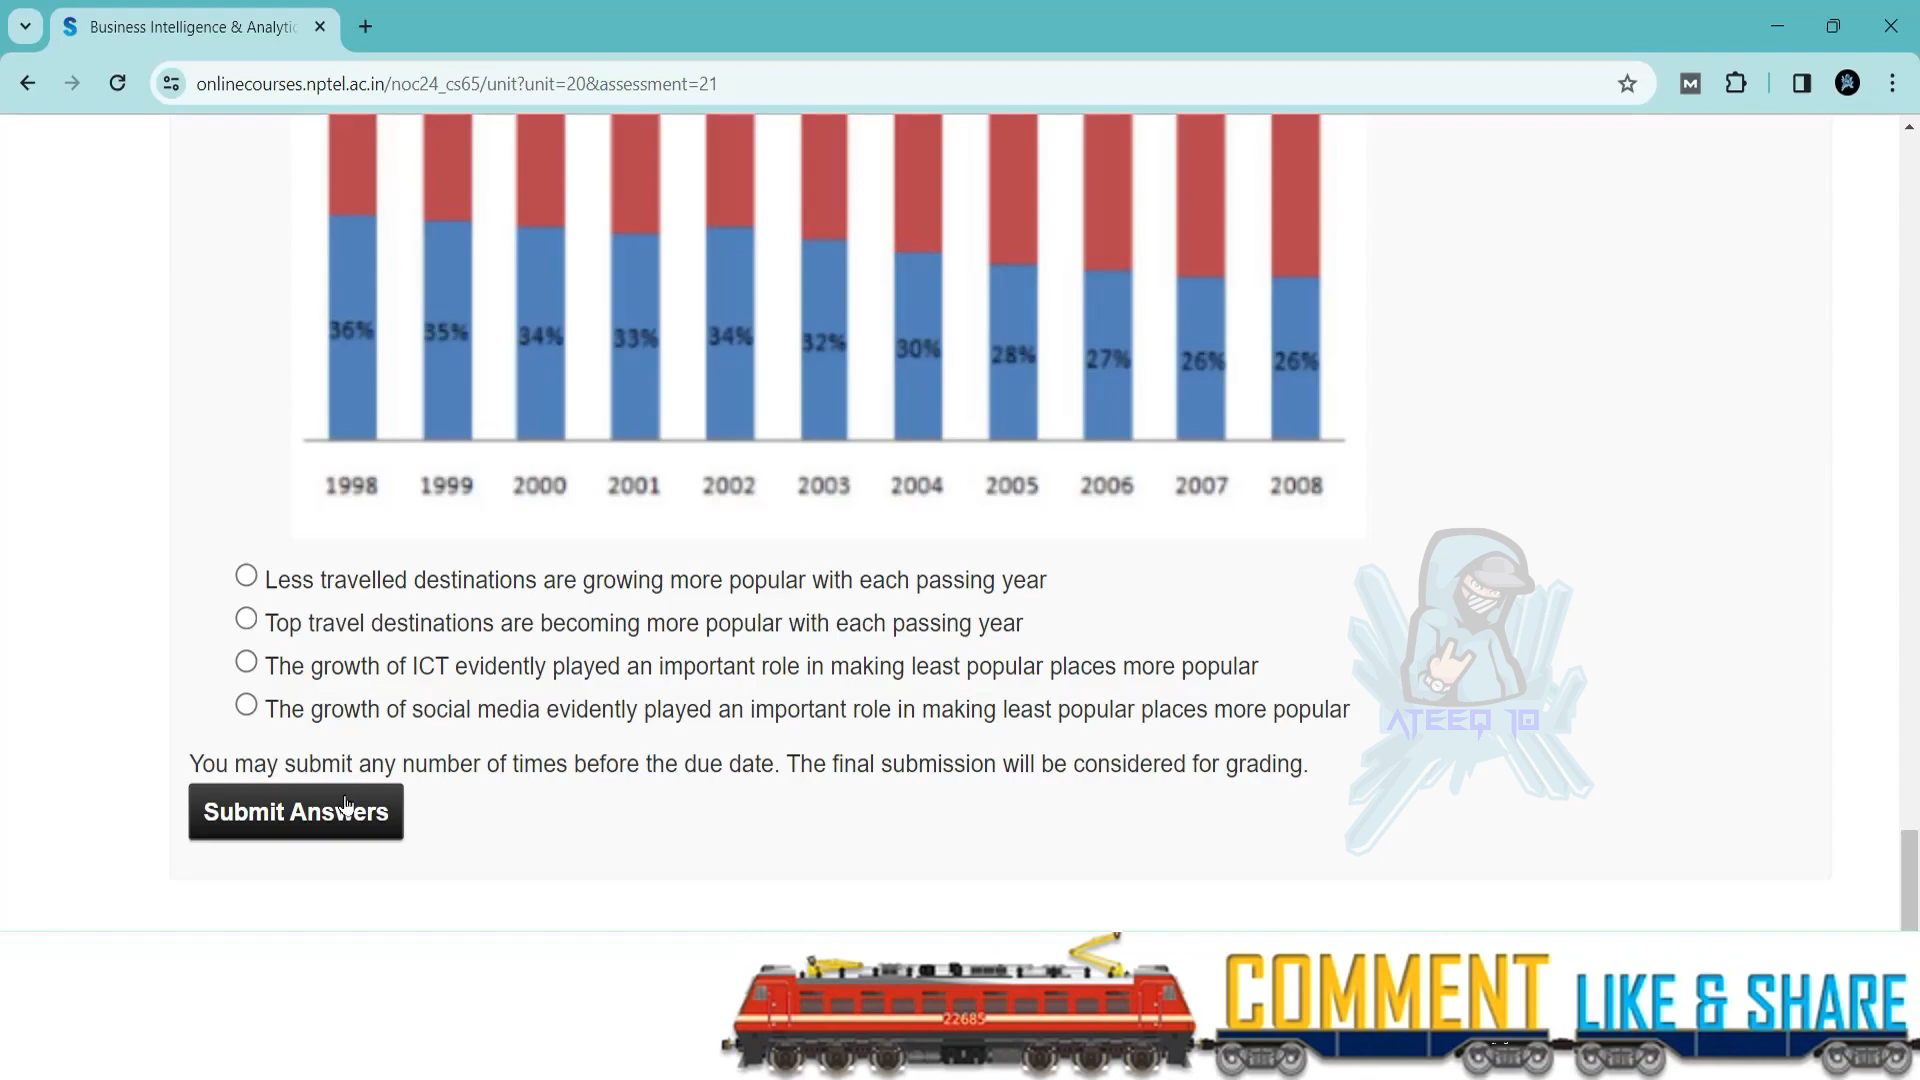 Business Intelligence & Analytic
onlinecourses.nptel.ac.in/noc24_cs65/unit?unit=20&assessment=21
36% 35% 34% 33% 34% 32% 30% 28% 27% 26% 26%
1998 1999 2000 2001 2002 2003 2004 2005 2006 2007 2008
Less travelled destinations are growing more popular with each passing year
Top travel destinations are becoming more popular with each passing year
The growth of ICT evidently played an important role in making least popular places more popular
The growth of social media evidently played an important role in making least popular places more popular
ATEEQ 10
You may submit any number of times before the due date. The final submission will be considered for grading.
Submit Answers
22685
COMMENT
LIKE & SHARE